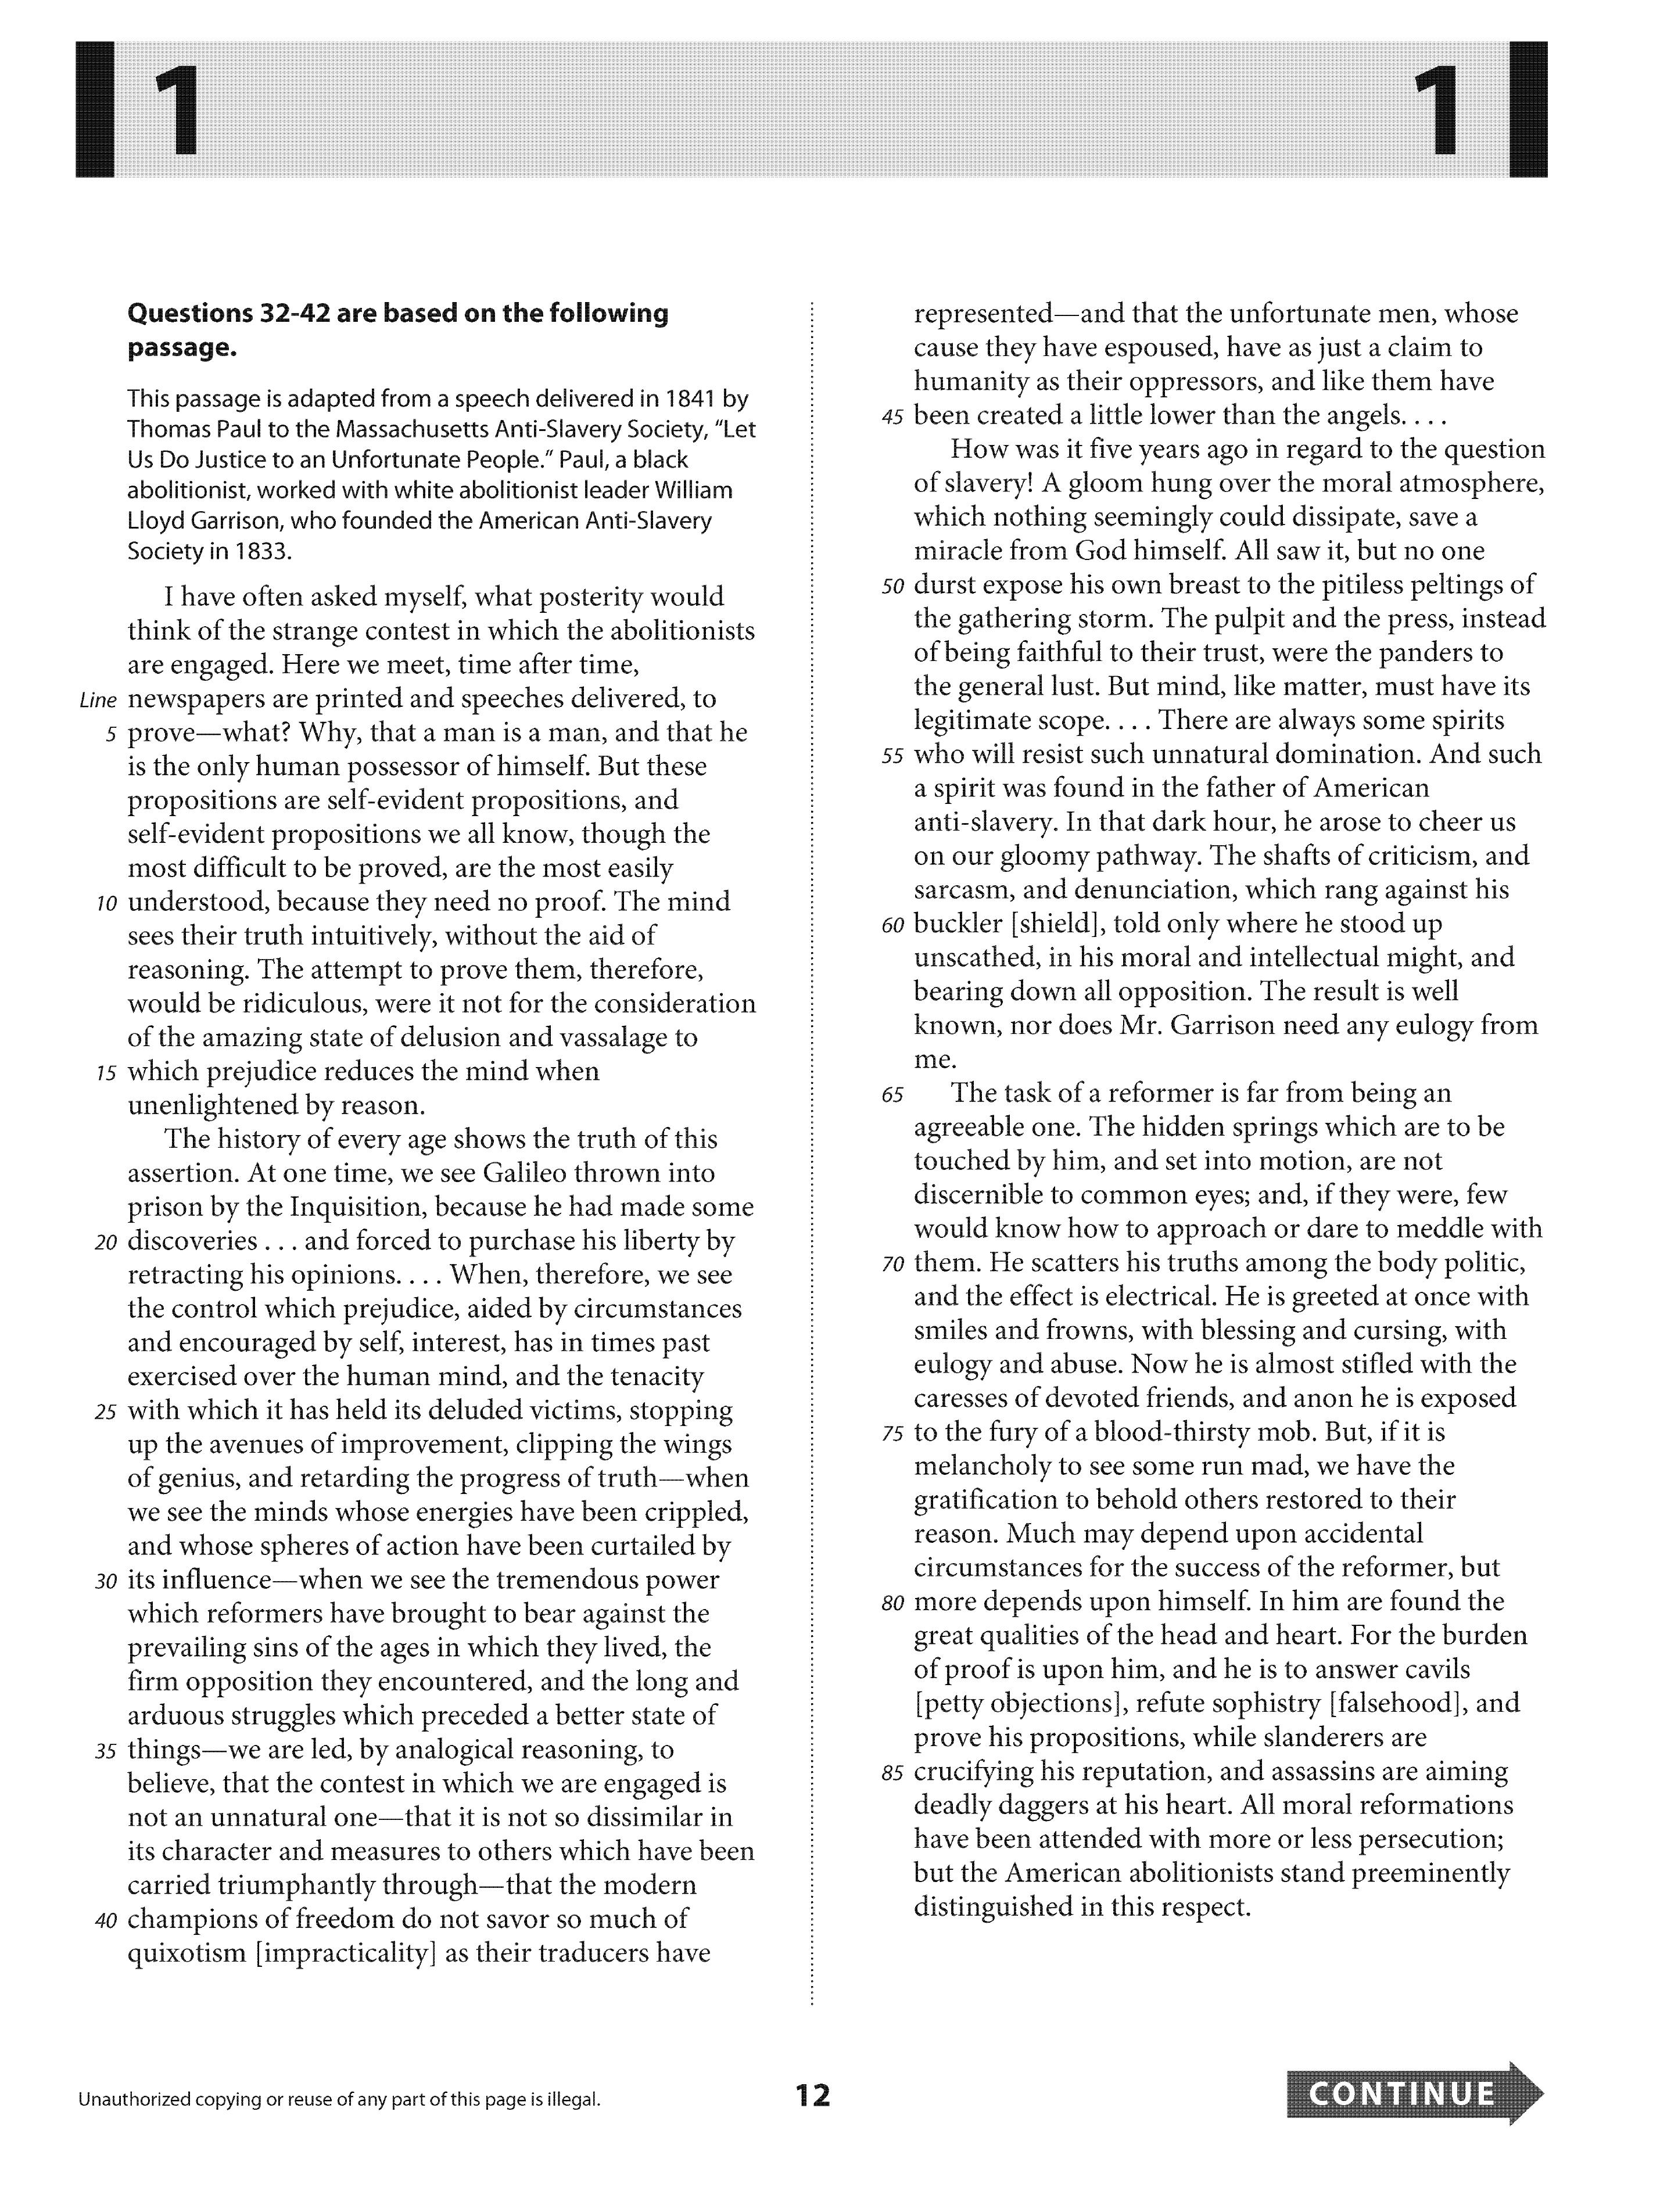 1
1
Questions 32-42 are based on the following
passage.
This passage is adapted from a speech delivered in 1841 by
Thomas Paul to the Massachusetts Anti-Slavery Society, “Let
Us Do Justice to an Unfortunate People.” Paul, a black
abolitionist, worked with white abolitionist leader William
Lloyd Garrison, who founded the American Anti-Slavery
Society in 1833.
I have often asked myself, what posterity would
think of the strange contest in which the abolitionists
are engaged. Here we meet, time after time,
Line newspapers are printed and speeches delivered, to
5 prove—what? Why, that a man is a man, and that he
is the only human possessor of himself. But these
propositions are self-evident propositions, and
self-evident propositions we all know, though the
most difficult to be proved, are the most easily
10 understood, because they need no proof. The mind
sees their truth intuitively, without the aid of
reasoning. The attempt to prove them, therefore,
would be ridiculous, were it not for the consideration
of the amazing state of delusion and vassalage to
15 which prejudice reduces the mind when
unenlightened by reason.
The history of every age shows the truth of this
assertion. At one time, we see Galileo thrown into
prison by the Inquisition, because he had made some
20 discoveries . . . and forced to purchase his liberty by
retracting his opinions. . . . When, therefore, we see
the control which prejudice, aided by circumstances
and encouraged by self, interest, has in times past
exercised over the human mind, and the tenacity
25 with which it has held its deluded victims, stopping
up the avenues of improvement, clipping the wings
of genius, and retarding the progress of truth—when
we see the minds whose energies have been crippled,
and whose spheres of action have been curtailed by
30 its influence—when we see the tremendous power
which reformers have brought to bear against the
prevailing sins of the ages in which they lived, the
firm opposition they encountered, and the long and
arduous struggles which preceded a better state of
35 things—we are led, by analogical reasoning, to
believe, that the contest in which we are engaged is
not an unnatural one—that it is not so dissimilar in
its character and measures to others which have been
carried triumphantly through—that the modern
40 champions of freedom do not savor so much of
quixotism [impracticality] as their traducers have
represented—and that the unfortunate men, whose
cause they have espoused, have as just a claim to
humanity as their oppressors, and like them have
45 been created a little lower than the angels. . . .
How was it five years ago in regard to the question
of slavery! A gloom hung over the moral atmosphere,
which nothing seemingly could dissipate, save a
miracle from God himself. All saw it, but no one
50 durst expose his own breast to the pitiless peltings of
the gathering storm. The pulpit and the press, instead
of being faithful to their trust, were the panders to
the general lust. But mind, like matter, must have its
legitimate scope. . . . There are always some spirits
55 who will resist such unnatural domination. And such
a spirit was found in the father of American
anti-slavery. In that dark hour, he arose to cheer us
on our gloomy pathway. The shafts of criticism, and
sarcasm, and denunciation, which rang against his
60 buckler [shield], told only where he stood up
unscathed, in his moral and intellectual might, and
bearing down all opposition. The result is well
known, nor does Mr. Garrison need any eulogy from
me.
65 The task of a reformer is far from being an
agreeable one. The hidden springs which are to be
touched by him, and set into motion, are not
discernible to common eyes; and, if they were, few
would know how to approach or dare to meddle with
70 them. He scatters his truths among the body politic,
and the effect is electrical. He is greeted at once with
smiles and frowns, with blessing and cursing, with
eulogy and abuse. Now he is almost stifled with the
caresses of devoted friends, and anon he is exposed
75 to the fury of a blood-thirsty mob. But, if it is
melancholy to see some run mad, we have the
gratification to behold others restored to their
reason. Much may depend upon accidental
circumstances for the success of the reformer, but
80 more depends upon himself. In him are found the
great qualities of the head and heart. For the burden
of proof is upon him, and he is to answer cavils
[petty objections], refute sophistry [falsehood], and
prove his propositions, while slanderers are
85 crucifying his reputation, and assassins are aiming
deadly daggers at his heart. All moral reformations
have been attended with more or less persecution;
but the American abolitionists stand preeminently
distinguished in this respect.
Unauthorized copying or reuse of any part of this page is illegal.
12
CONTINUE